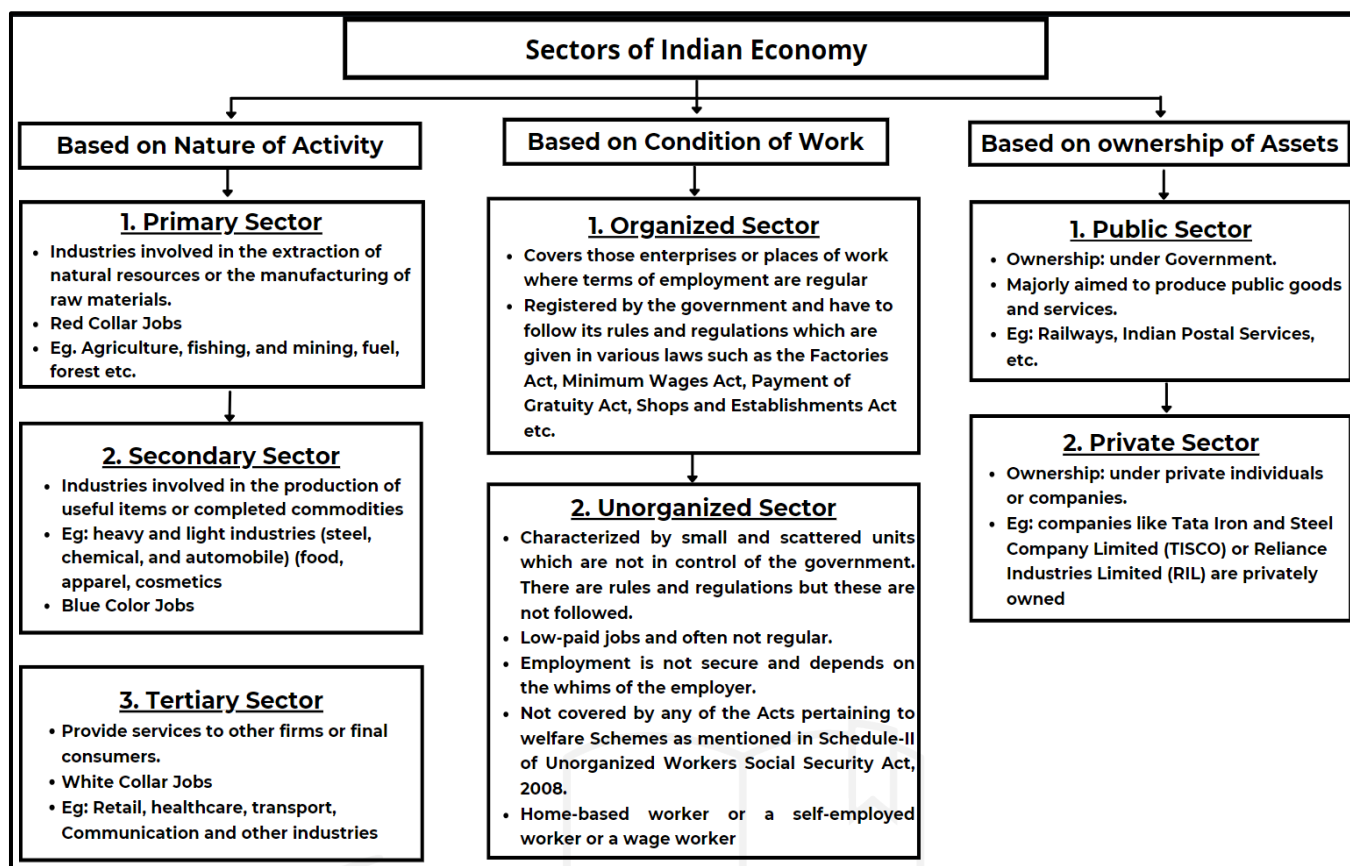 Sectors of Indian Economy
Based on Nature of Activity
1. Primary Sector
• Industries involved in the extraction of
natural resources or the manufacturing of
raw materials.
• Red Collar Jobs
• Eg. Agriculture, fishing, and mining, fuel,
forest etc.
2. Secondary Sector
• Industries involved in the production of
useful items or completed commodities
• Eg: heavy and light industries (steel,
chemical, and automobile) (food,
apparel, cosmetics
• Blue Color Jobs
3. Tertiary Sector
• Provide services to other firms or final
consumers.
• White Collar Jobs
• Eg: Retail, healthcare, transport,
Communication and other industries
Based on Condition of Work
1. Organized Sector
• Covers those enterprises or places of work
where terms of employment are regular
• Registered by the government and have to
follow its rules and regulations which are
given in various laws such as the Factories
Act, Minimum Wages Act, Payment of
Gratuity Act, Shops and Establishments Act
etc.
2. Unorganized Sector
• Characterized by small and scattered units
which are not in control of the government.
There are rules and regulations but these are
not followed.
• Low-paid jobs and often not regular.
• Employment is not secure and depends on
the whims of the employer.
• Not covered by any of the Acts pertaining to
welfare Schemes as mentioned in Schedule-II
of Unorganized Workers Social Security Act,
2008.
• Home-based worker or a self-employed
worker or a wage worker
Based on ownership of Assets
1. Public Sector
• Ownership: under Government.
• Majorly aimed to produce public goods
and services.
• Eg: Railways, Indian Postal Services,
etc.
2. Private Sector
• Ownership: under private individuals
or companies.
• Eg: companies like Tata Iron and Steel
Company Limited (TISCO) or Reliance
Industries Limited (RIL) are privately
owned